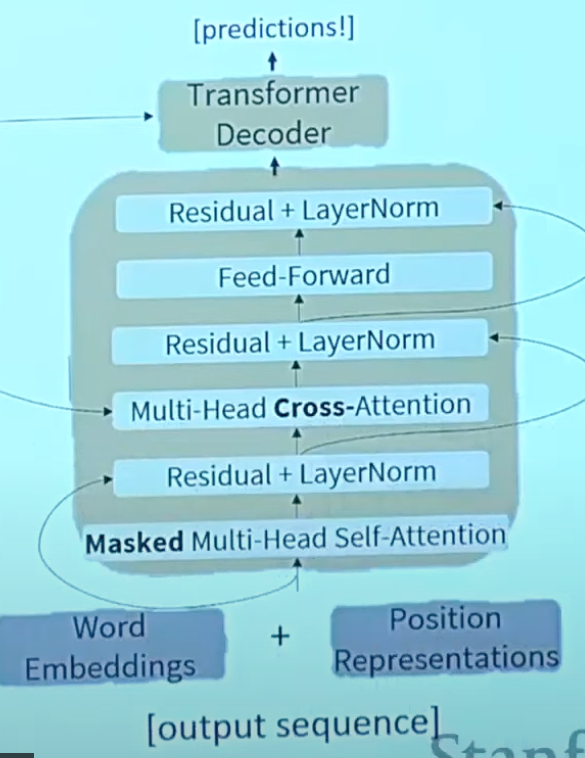 [predictions!]
Transformer
Decoder
Residual + LayerNorm
Feed-Forward
Residual + LayerNorm
Multi-Head Cross-Attention
Residual + LayerNorm
Masked Multi-Head Self-Attention
Word
Embeddings
+
Position
Representations
[output sequence]